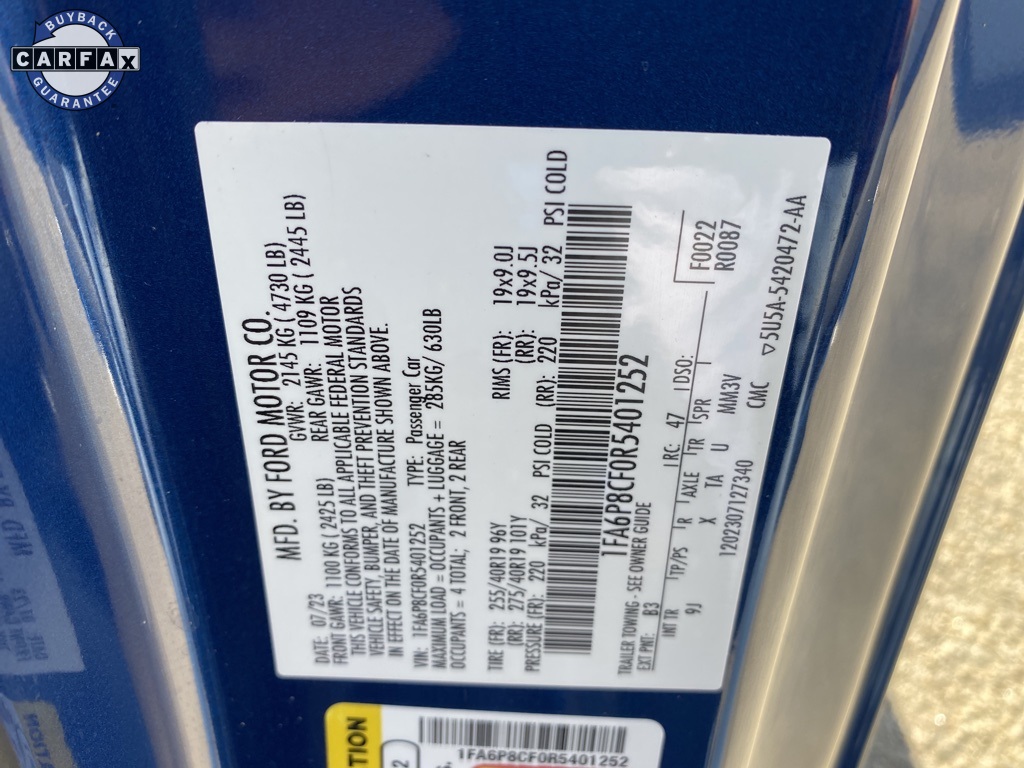 BUYBACK
CARFAX
GUARANTEE
MFD. BY FORD MOTOR CO.
DATE: 07/23 GVWR: 2145 KG ( 4730 LB)
FRONT GAWR: 1100 KG ( 2425 LB) REAR GAWR: 1109 KG ( 2445 LB)
THIS VEHICLE CONFORMS TO ALL APPLICABLE FEDERAL MOTOR
VEHICLE SAFETY, BUMPER, AND THEFT PREVENTION STANDARDS
IN EFFECT ON THE DATE OF MANUFACTURE SHOWN ABOVE.
VIN: 1FA6P8CF0R5401252 TYPE: Passenger Car
MAXIMUM LOAD = OCCUPANTS + LUGGAGE = 285KG/ 630LB
OCCUPANTS = 4 TOTAL; 2 FRONT, 2 REAR
TIRE (FR): 255/40R19 96Y RIMS (FR): 19x9.0J
(RR): 275/40R19 101Y (RR): 19x9.5J
PRESSURE (FR): 220 kPa/ 32 PSI COLD (RR): 220 kPa/ 32 PSI COLD
1FA6P8CF0R5401252
TRAILER TOWING - SEE OWNER GUIDE
EXT PNT: B3 RC: 47 DSO: F0022
R0087
INT TR TP/PS R AXLE TR SPR
9J X TA U MM3V
1202307127340 CMC
▽5U5A-5420472-AA
1FA6P8CF0R5401252